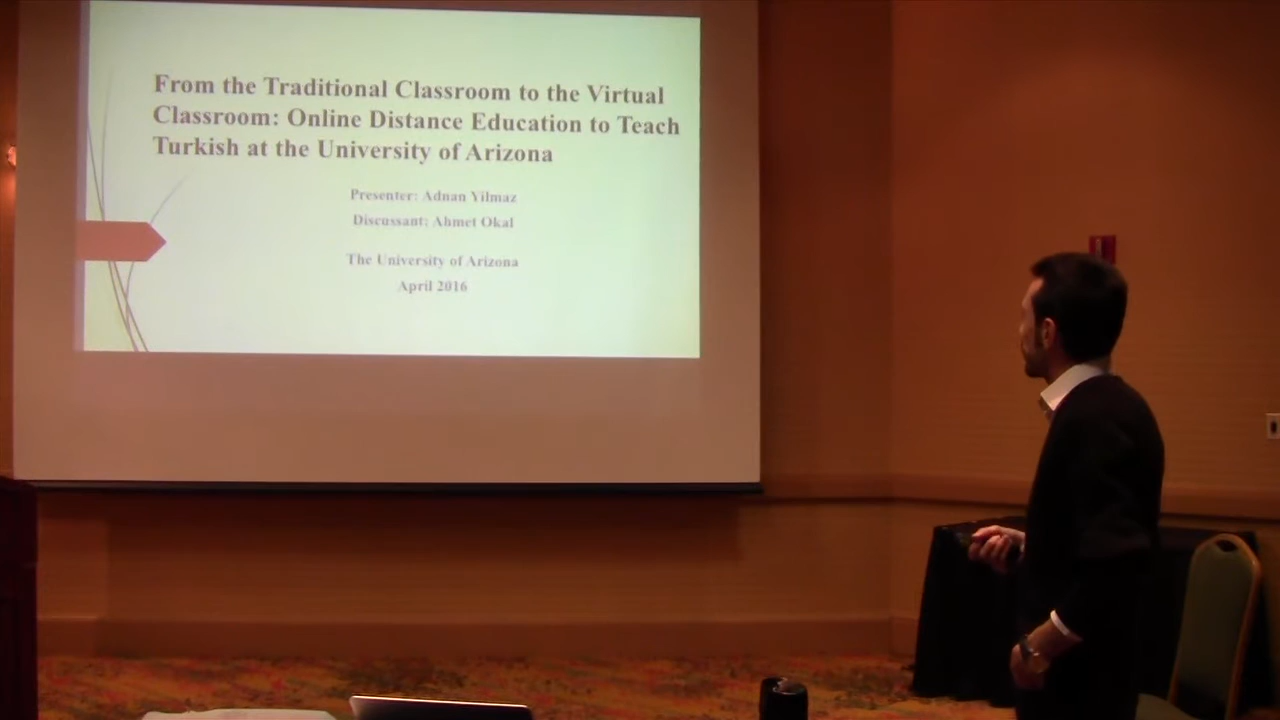 From the Traditional Classroom to the Virtual
Classroom: Online Distance Education to Teach
Turkish at the University of Arizona
Presenter: Adnan Yilmaz
Discussant: Ahmet Okal
The University of Arizona
April 2016